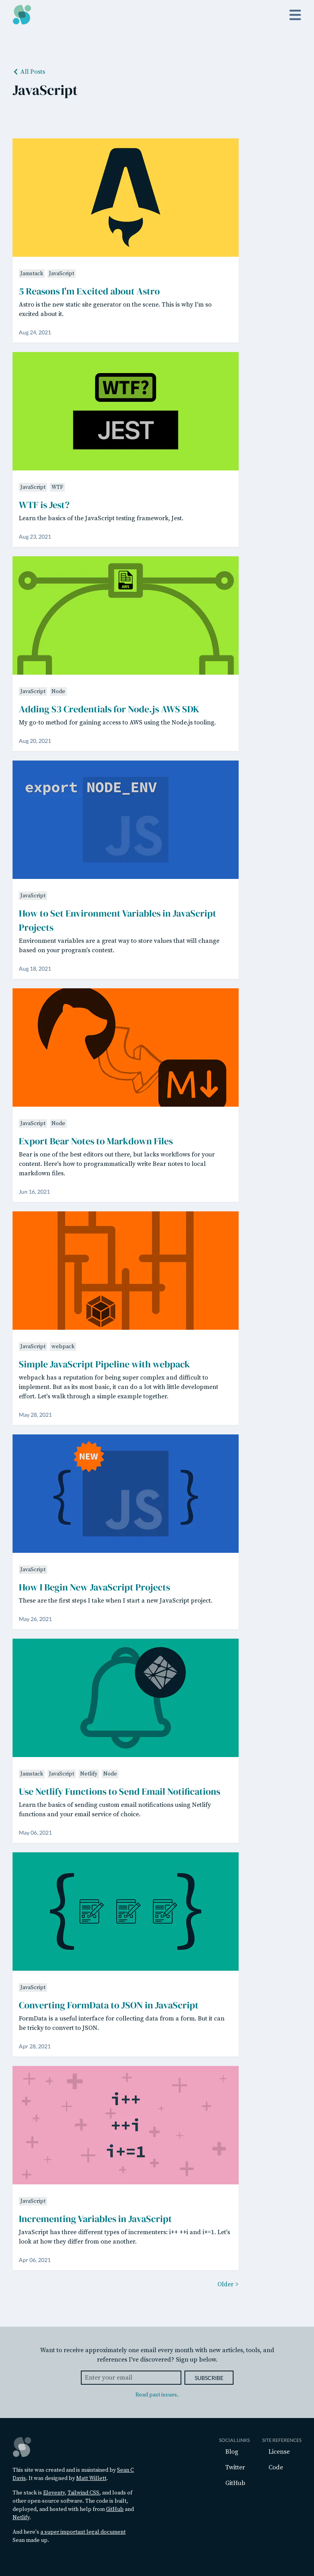 All Posts
JavaScript
Jamstack JavaScript
5 Reasons I'm Excited about Astro
Astro is the new static site generator on the scene. This is why I'm so
excited about it.
Aug 24, 2021
WTF?
JEST
JavaScript WTF
WTF is Jest?
Learn the basics of the JavaScript testing framework, Jest.
Aug 23, 2021
AWS
JavaScript Node
Adding S3 Credentials for Node.js AWS SDK
My go-to method for gaining access to AWS using the Node.js tooling.
Aug 20, 2021
export NODE_ENV
JS
JavaScript
How to Set Environment Variables in JavaScript
Projects
Environment variables are a great way to store values that will change
based on your program's context.
Aug 18, 2021
M
JavaScript Node
Export Bear Notes to Markdown Files
Bear is one of the best editors out there, but lacks workflows for your
content. Here's how to programmatically write Bear notes to local
markdown files.
Jun 16, 2021
JavaScript webpack
Simple JavaScript Pipeline with webpack
webpack has a reputation for being super complex and difficult to
implement. But as its most basic, it can do a lot with little development
effort. Let's walk through a simple example together.
May 28, 2021
NEW
{ JS }
JavaScript
How I Begin New JavaScript Projects
These are the first steps I take when I start a new JavaScript project.
May 26, 2021
Jamstack JavaScript Netlify Node
Use Netlify Functions to Send Email Notifications
Learn the basics of sending custom email notifications using Netlify
functions and your email service of choice.
May 06, 2021
{ }
JavaScript
Converting FormData to JSON in JavaScript
FormData is a useful interface for collecting data from a form. But it can
be tricky to convert to JSON.
Apr 28, 2021
i++
++i
i+=1
JavaScript
Incrementing Variables in JavaScript
JavaScript has three different types of incrementers: i++ ++i and i+=1. Let's
look at how they differ from one another.
Apr 06, 2021
Older >
Want to receive approximately one email every month with new articles, tools, and
references I've discovered? Sign up below.
Enter your email SUBSCRIBE
Read past issues.
This site was created and is maintained by Sean C
Davis. It was designed by Matt Willett.
The stack is Eleventy, Tailwind CSS, and loads of
other open-source software. The code is built,
deployed, and hosted with help from GitHub and
Netlify.
And here's a super important legal document
Sean made up.
SOCIAL LINKS
Blog
Twitter
GitHub
SITE REFERENCES
License
Code